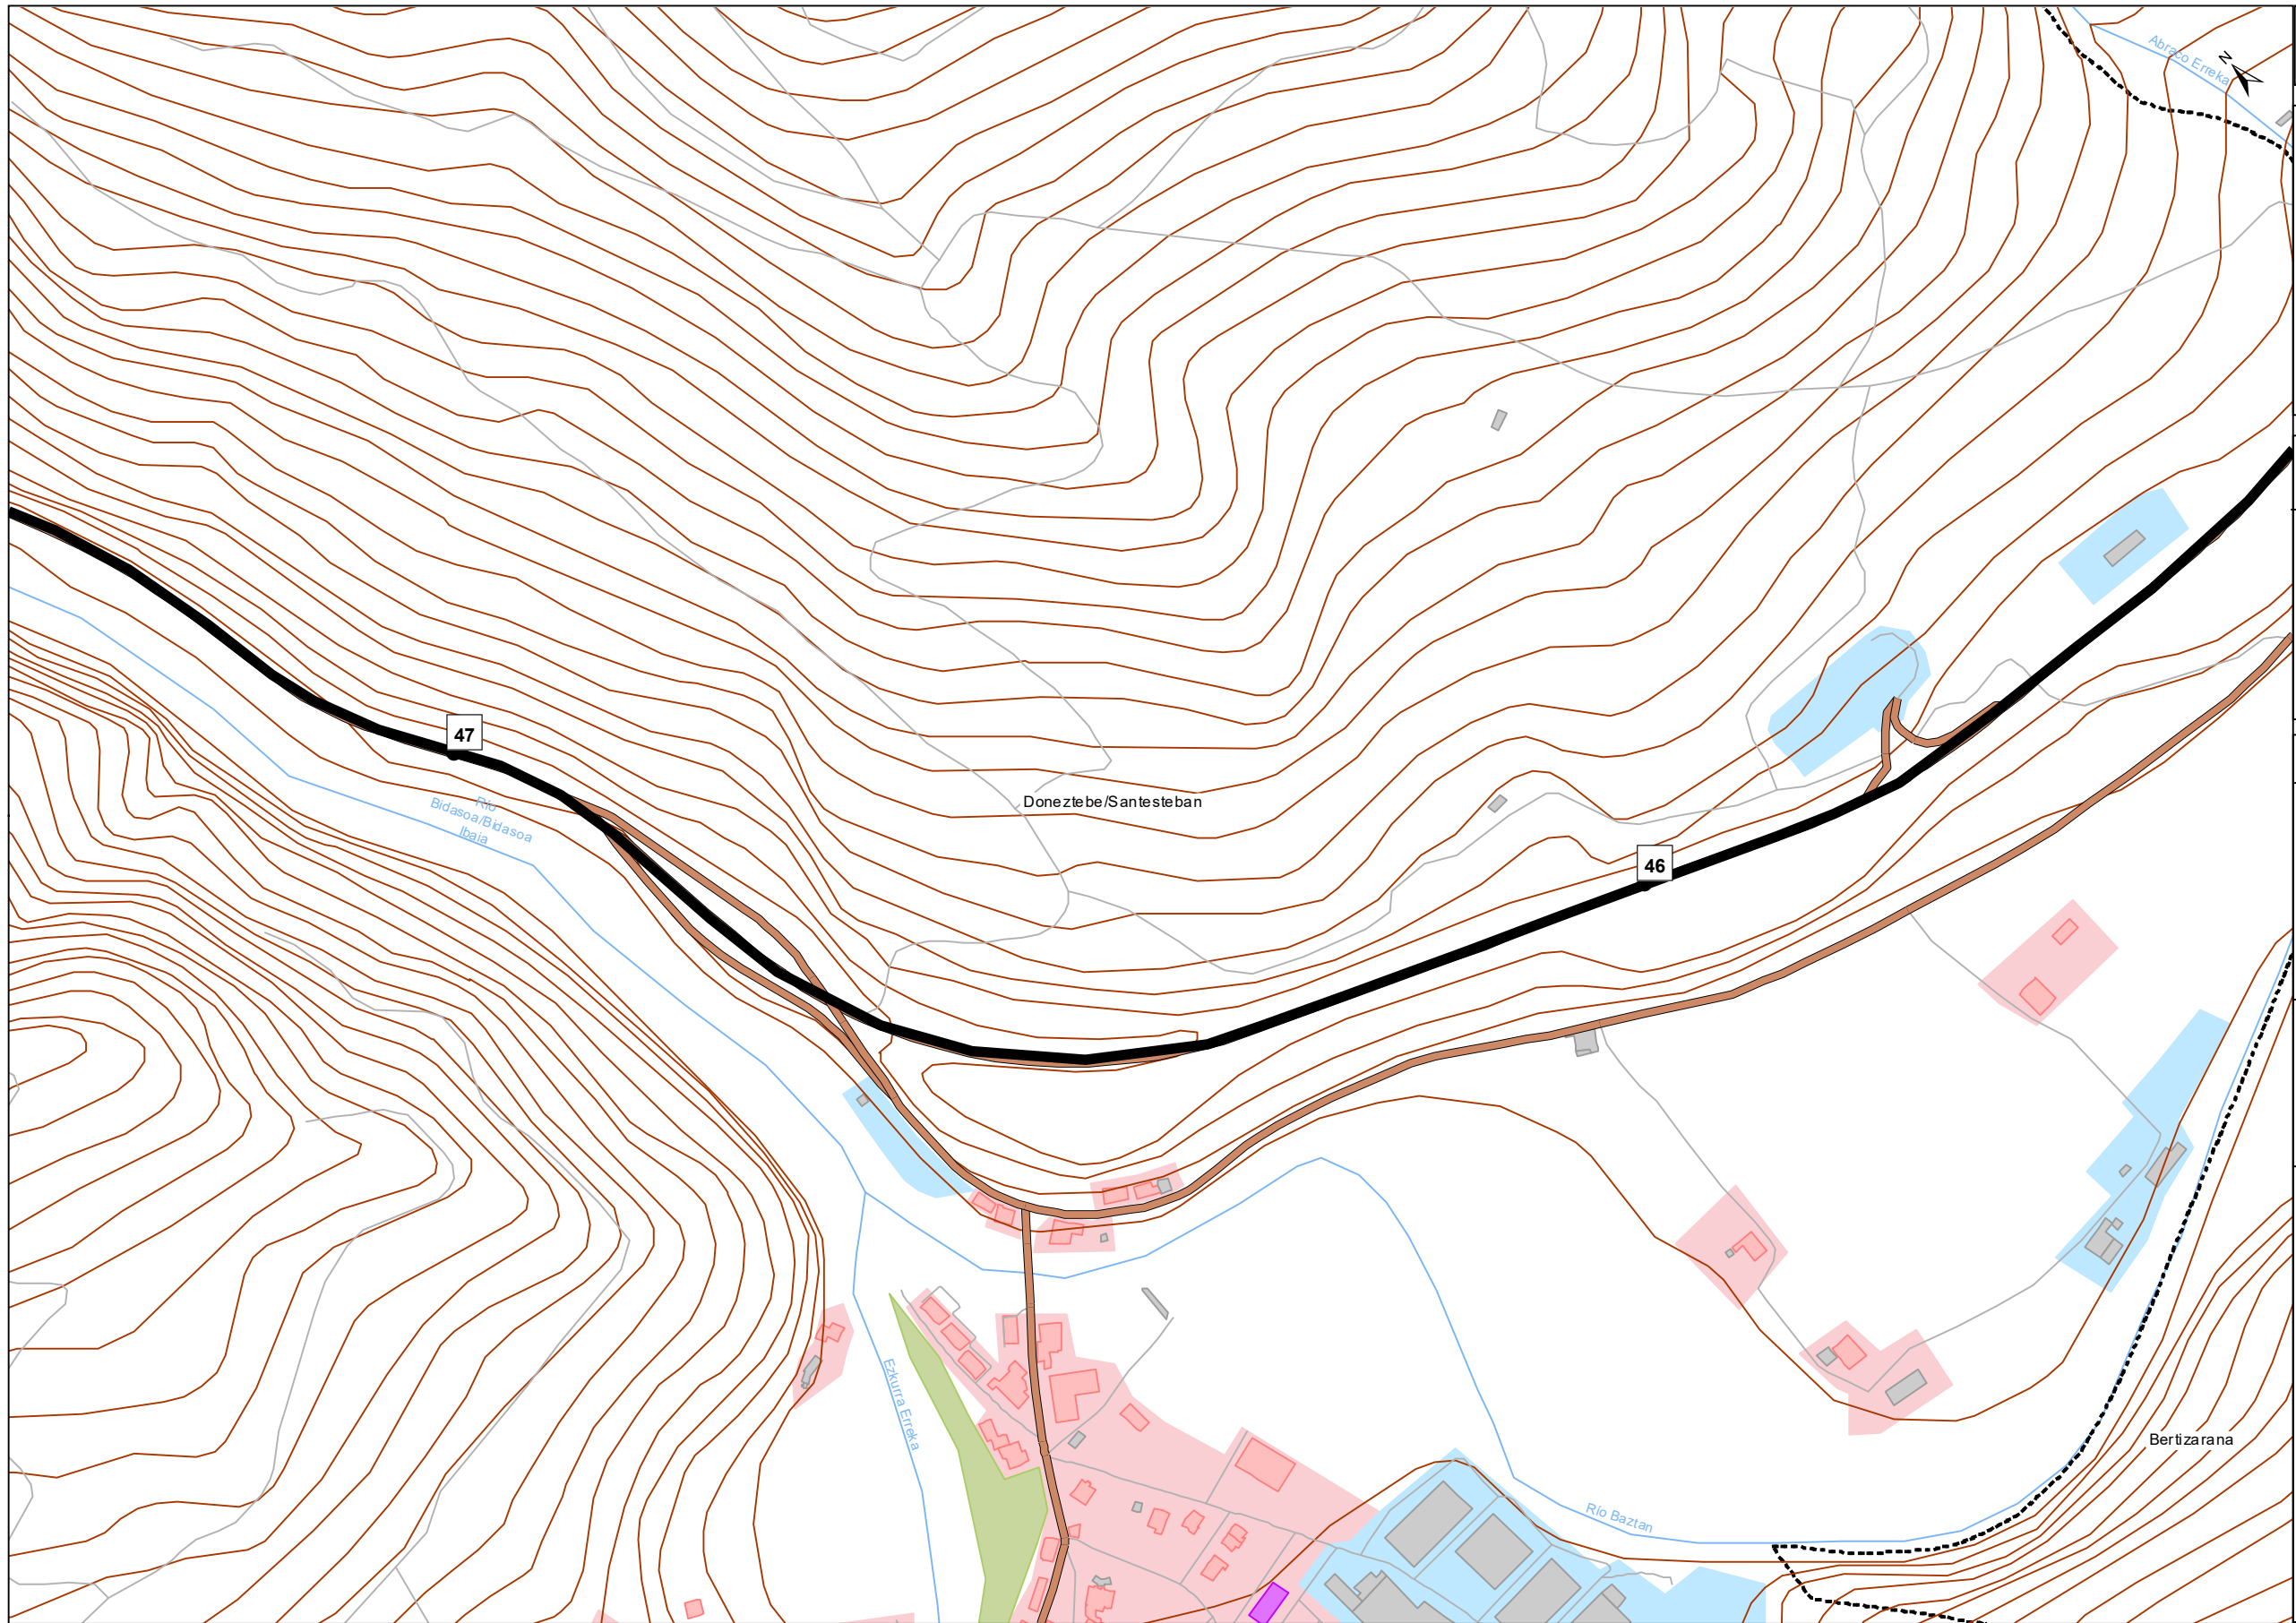 Abraco Erreka
N
47
Río
Bidasoa/Bidasoa
Ibaia
Doneztebe/Santesteban
46
Ezkurra Erreka
Bertizarana
Río Baztan